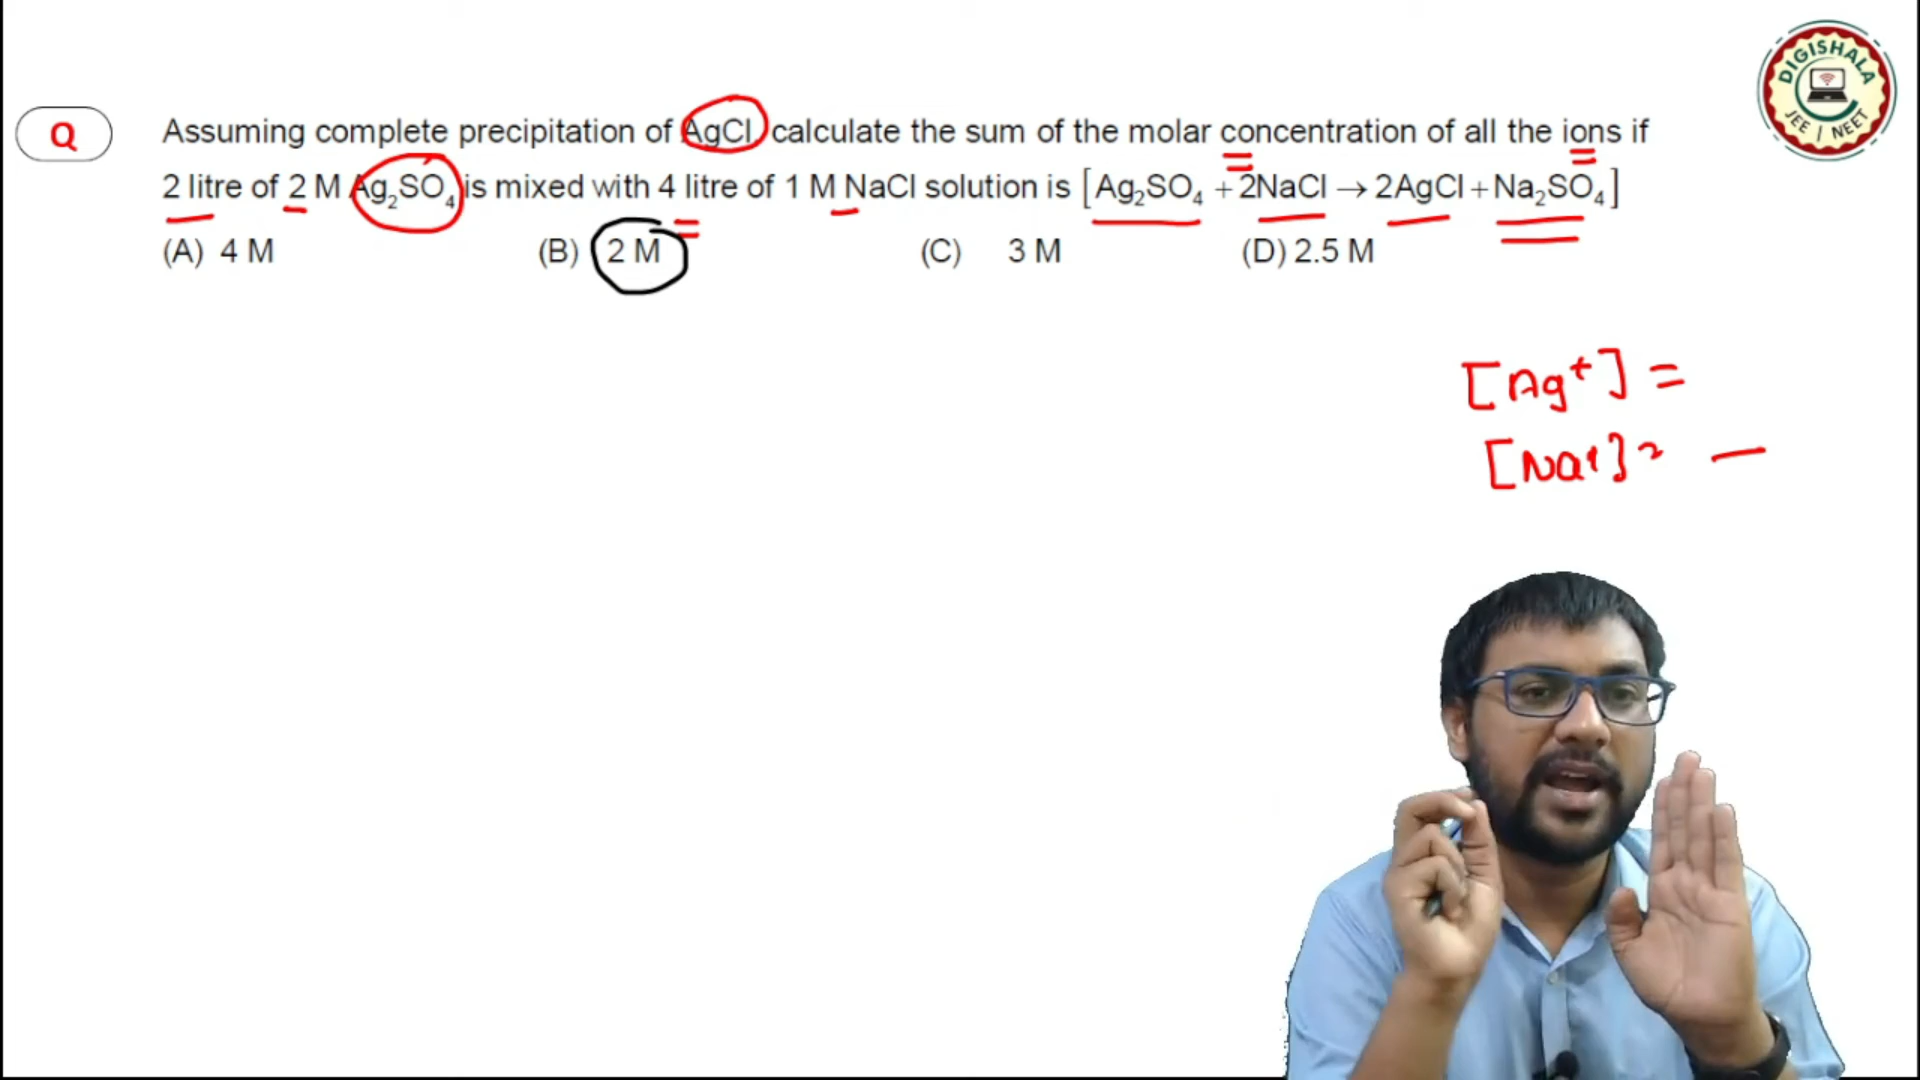 DIGISHALA
JEE | NEET
Q
Assuming complete precipitation of AgCl calculate the sum of the molar concentration of all the ions if
2 litre of 2 M Ag₂SO₄ is mixed with 4 litre of 1 M NaCl solution is [Ag₂SO₄ + 2NaCl → 2AgCl + Na₂SO₄]
(A) 4 M (B) 2 M (C) 3 M (D) 2.5 M
[Ag⁺] =
[Na⁺] = —